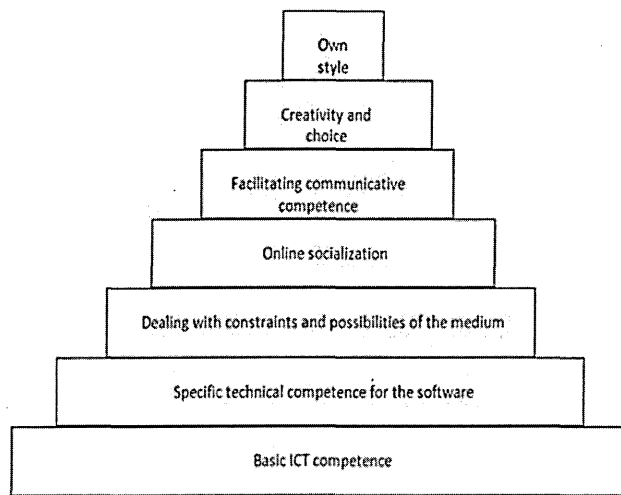 Own
style
Creativity and
choice
Facilitating communicative
competence
Online socialization
Dealing with constraints and possibilities of the medium
Specific technical competence for the software
Basic ICT competence